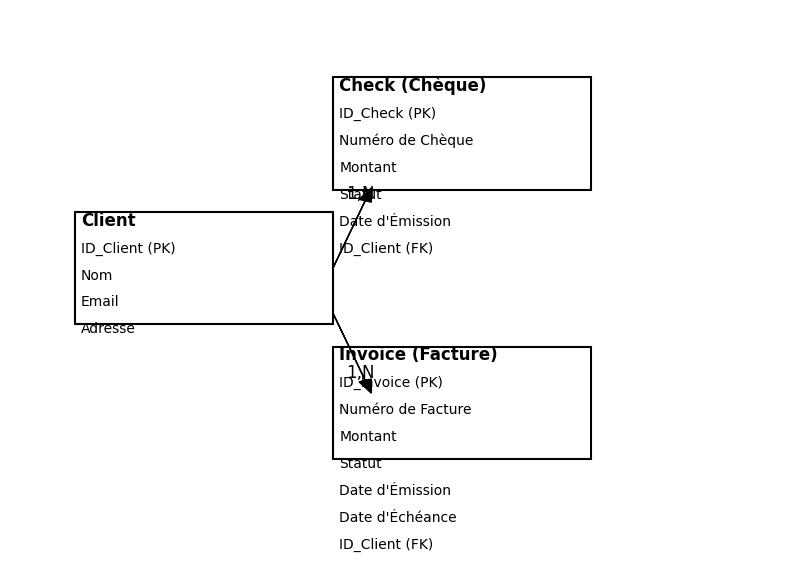 Check (Chèque)
ID_Check (PK)
Numéro de Chèque
Montant
1,N
Statut
Date d'Émission
ID_Client (FK)
Client
ID_Client (PK)
Nom
Email
Adresse
Invoice (Facture)
1,N
ID_Invoice (PK)
Numéro de Facture
Montant
Statut
Date d'Émission
Date d'Échéance
ID_Client (FK)